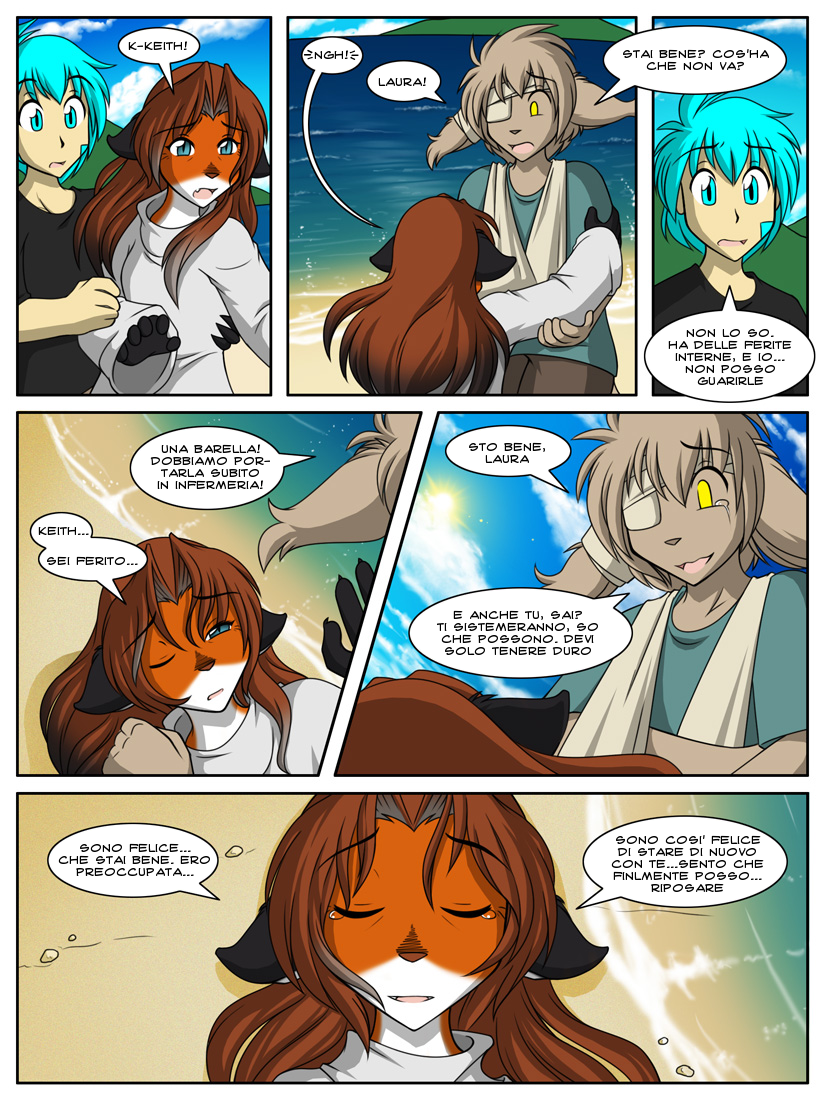 K-KEITH!
NGH!
LAURA!
STAI BENE? COS'HA
CHE NON VA?
NON LO SO.
HA DELLE FERITE
INTERNE, E IO...
NON POSSO
GUARIRLE
UNA BARELLA!
DOBBIAMO POR-
TARLA SUBITO
IN INFERMERIA!
KEITH...
SEI FERITO...
STO BENE,
LAURA
E ANCHE TU, SAI?
TI SISTEMERANNO, SO
CHE POSSONO. DEVI
SOLO TENERE DURO
SONO FELICE...
CHE STAI BENE. ERO
PREOCCUPATA...
SONO COSI' FELICE
DI STARE DI NUOVO
CON TE...SENTO CHE
FINLMENTE POSSO...
RIPOSARE